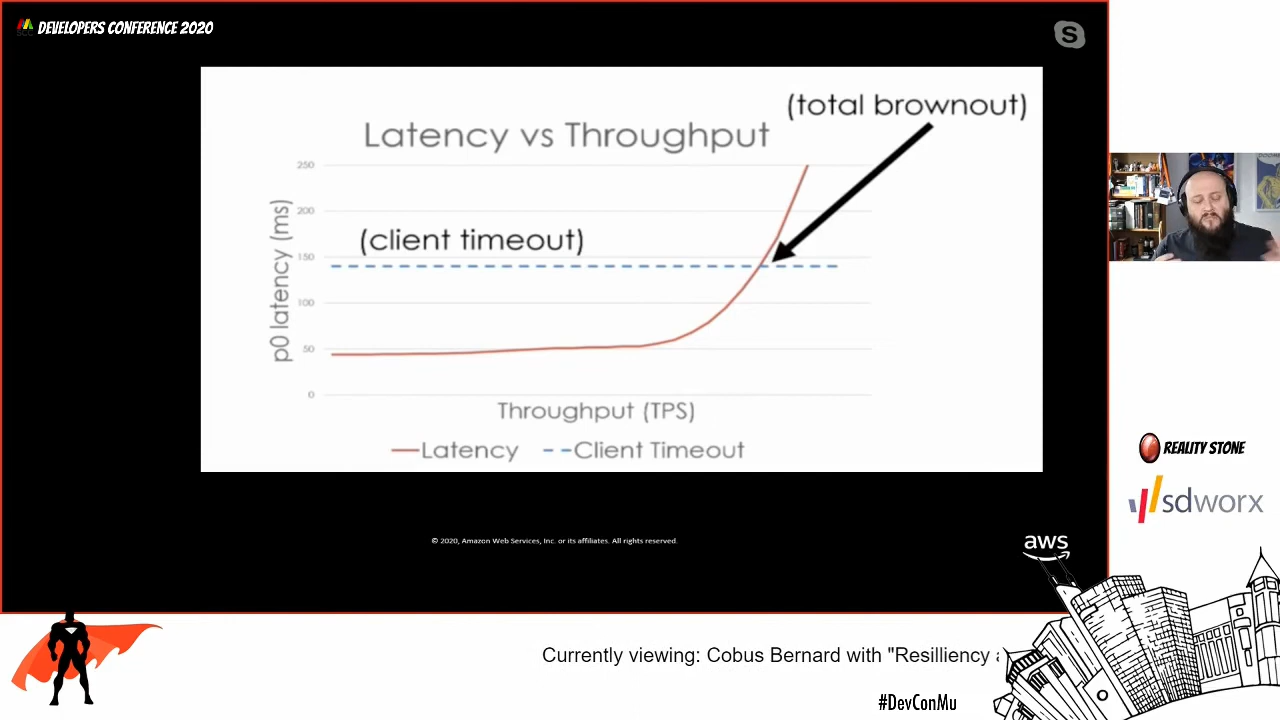 DEVELOPERS CONFERENCE 2020
S
(total brownout)
Latency vs Throughput
250
200
(client timeout)
150
100
50
0
p0 latency (ms)
Throughput (TPS)
Latency
Client Timeout
REALITY STONE
sdworx
© 2020, Amazon Web Services, Inc. or its affiliates. All rights reserved.
aws
Currently viewing: Cobus Bernard with "Resilliency
#DevConMu